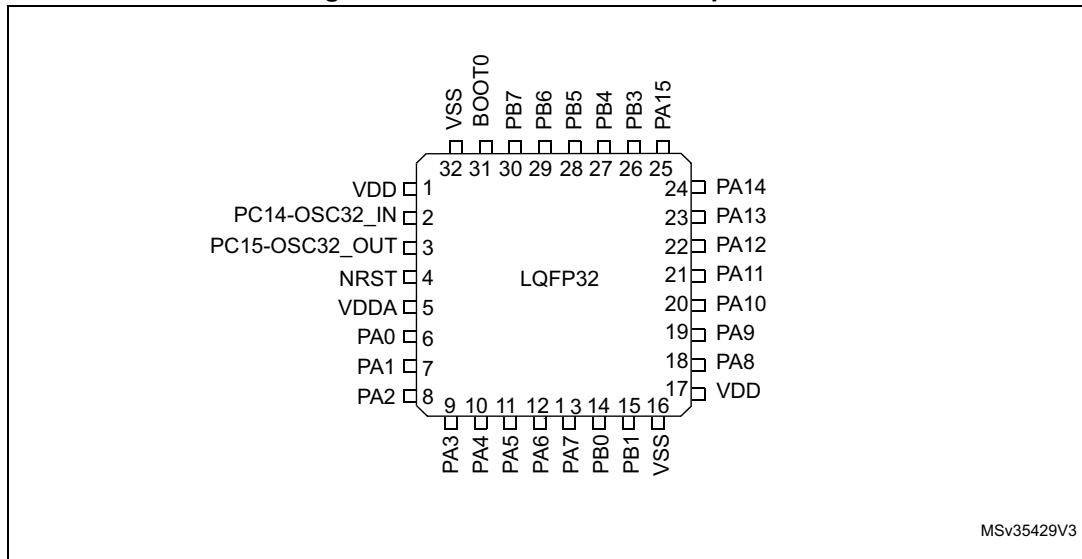 VSS
BOOT0
PB7
PB6
PB5
PB4
PB3
PA15
32 31 30 29 28 27 26 25
VDD 1
PC14-OSC32_IN 2
PC15-OSC32_OUT 3
NRST 4
VDDA 5
PA0 6
PA1 7
PA2 8
LQFP32
24 PA14
23 PA13
22 PA12
21 PA11
20 PA10
19 PA9
18 PA8
17 VDD
9 10 11 12 13 14 15 16
PA3
PA4
PA5
PA6
PA7
PB0
PB1
VSS
MSv35429V3